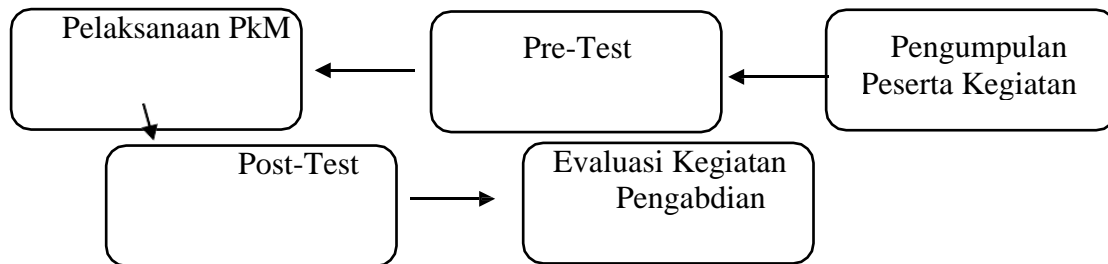 Pelaksanaan PkM
Pre-Test
Pengumpulan
Peserta Kegiatan
Post-Test
Evaluasi Kegiatan
Pengabdian